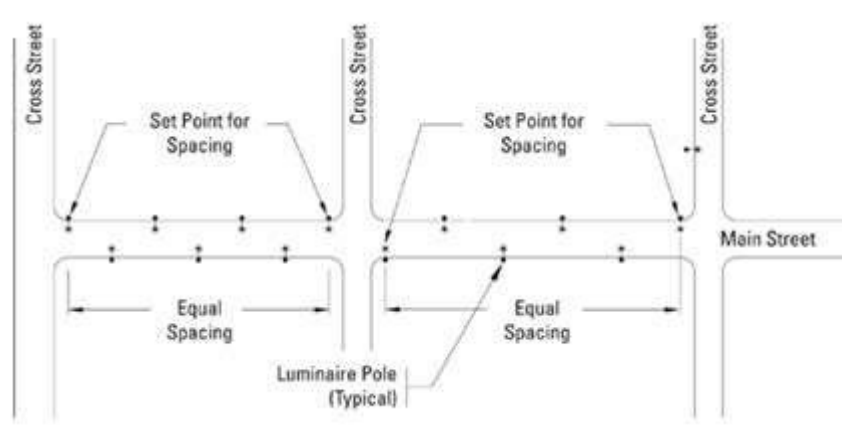 Cross Street
Cross Street
Cross Street
Set Point for
Spacing
Set Point for
Spacing
Main Street
Equal
Spacing
Equal
Spacing
Luminaire Pole
(Typical)